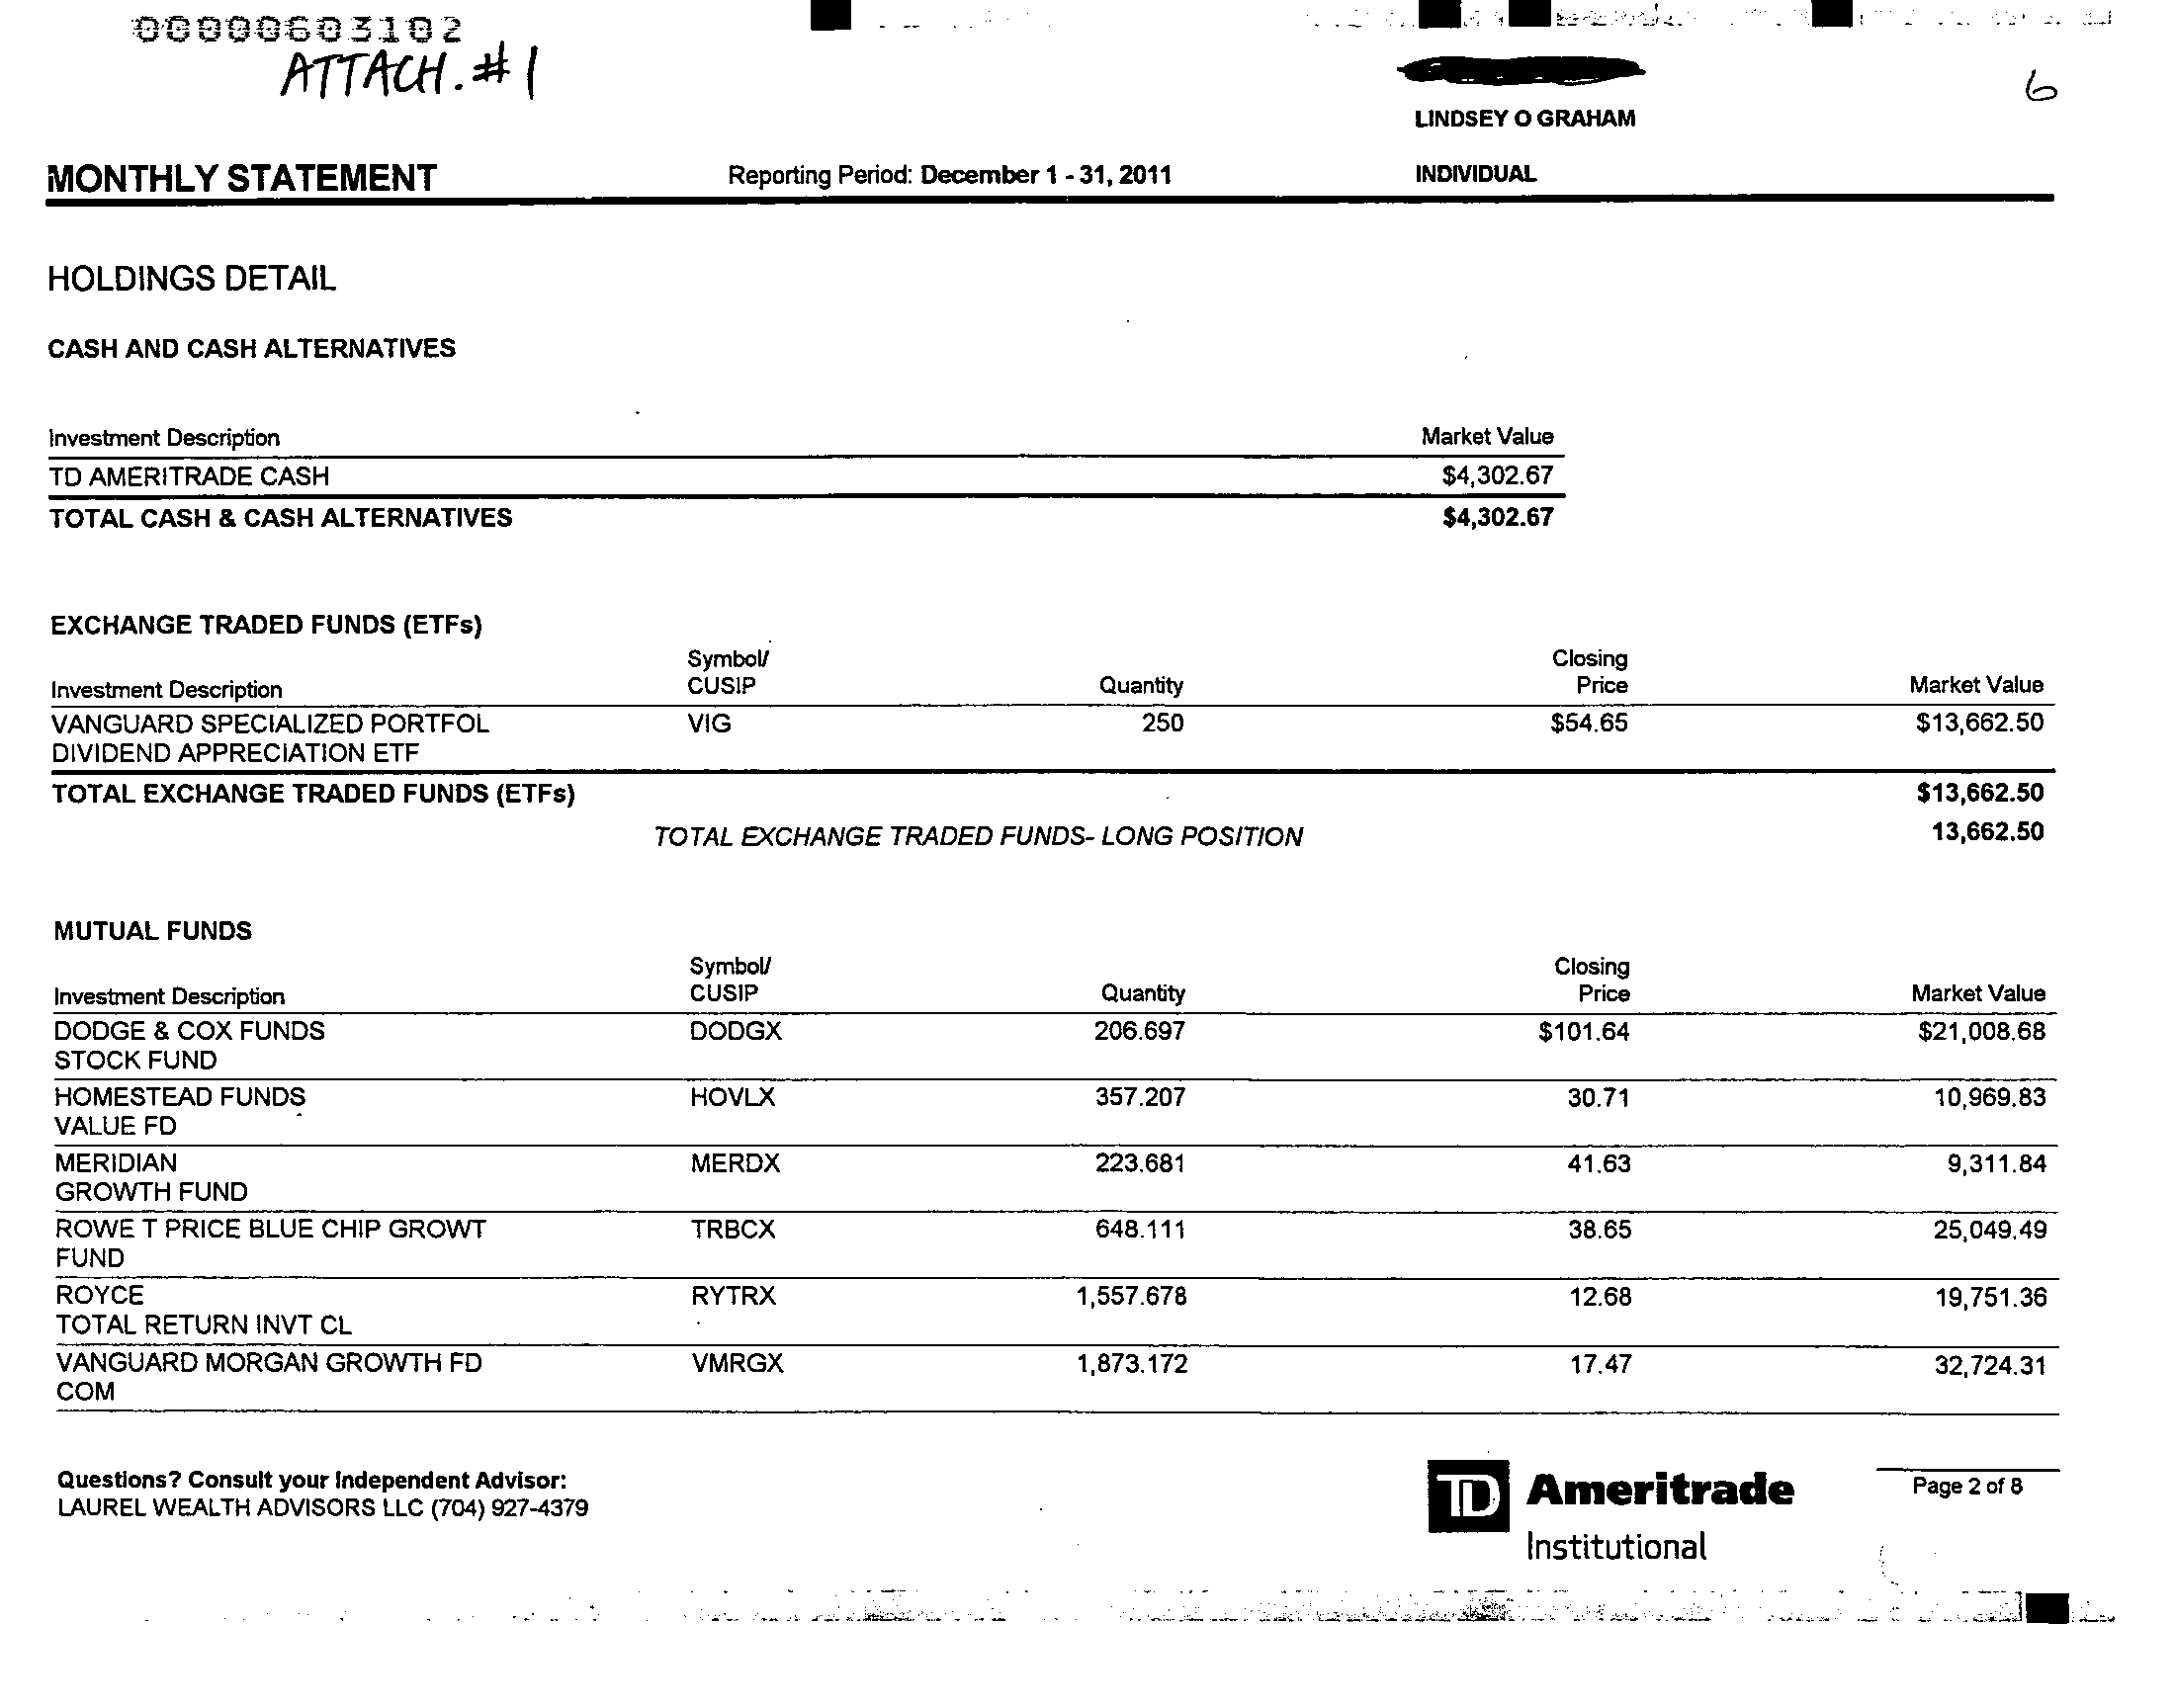 00000603102
ATTACH. #1
6
LINDSEY O GRAHAM
MONTHLY STATEMENT Reporting Period: December 1 - 31, 2011 INDIVIDUAL
HOLDINGS DETAIL
CASH AND CASH ALTERNATIVES
Investment Description Market Value
TD AMERITRADE CASH $4,302.67
TOTAL CASH & CASH ALTERNATIVES $4,302.67
EXCHANGE TRADED FUNDS (ETFs)
Symbol/ Closing
Investment Description CUSIP Quantity Price Market Value
VANGUARD SPECIALIZED PORTFOL VIG 250 $54.65 $13,662.50
DIVIDEND APPRECIATION ETF
TOTAL EXCHANGE TRADED FUNDS (ETFs) $13,662.50
TOTAL EXCHANGE TRADED FUNDS- LONG POSITION 13,662.50
MUTUAL FUNDS
Symbol/ Closing
Investment Description CUSIP Quantity Price Market Value
DODGE & COX FUNDS DODGX 206.697 $101.64 $21,008.68
STOCK FUND
HOMESTEAD FUNDS HOVLX 357.207 30.71 10,969.83
VALUE FD
MERIDIAN MERDX 223.681 41.63 9,311.84
GROWTH FUND
ROWE T PRICE BLUE CHIP GROWT TRBCX 648.111 38.65 25,049.49
FUND
ROYCE RYTRX 1,557.678 12.68 19,751.36
TOTAL RETURN INVT CL
VANGUARD MORGAN GROWTH FD VMRGX 1,873.172 17.47 32,724.31
COM
Questions? Consult your Independent Advisor:
LAUREL WEALTH ADVISORS LLC (704) 927-4379
TD Ameritrade
Institutional
Page 2 of 8